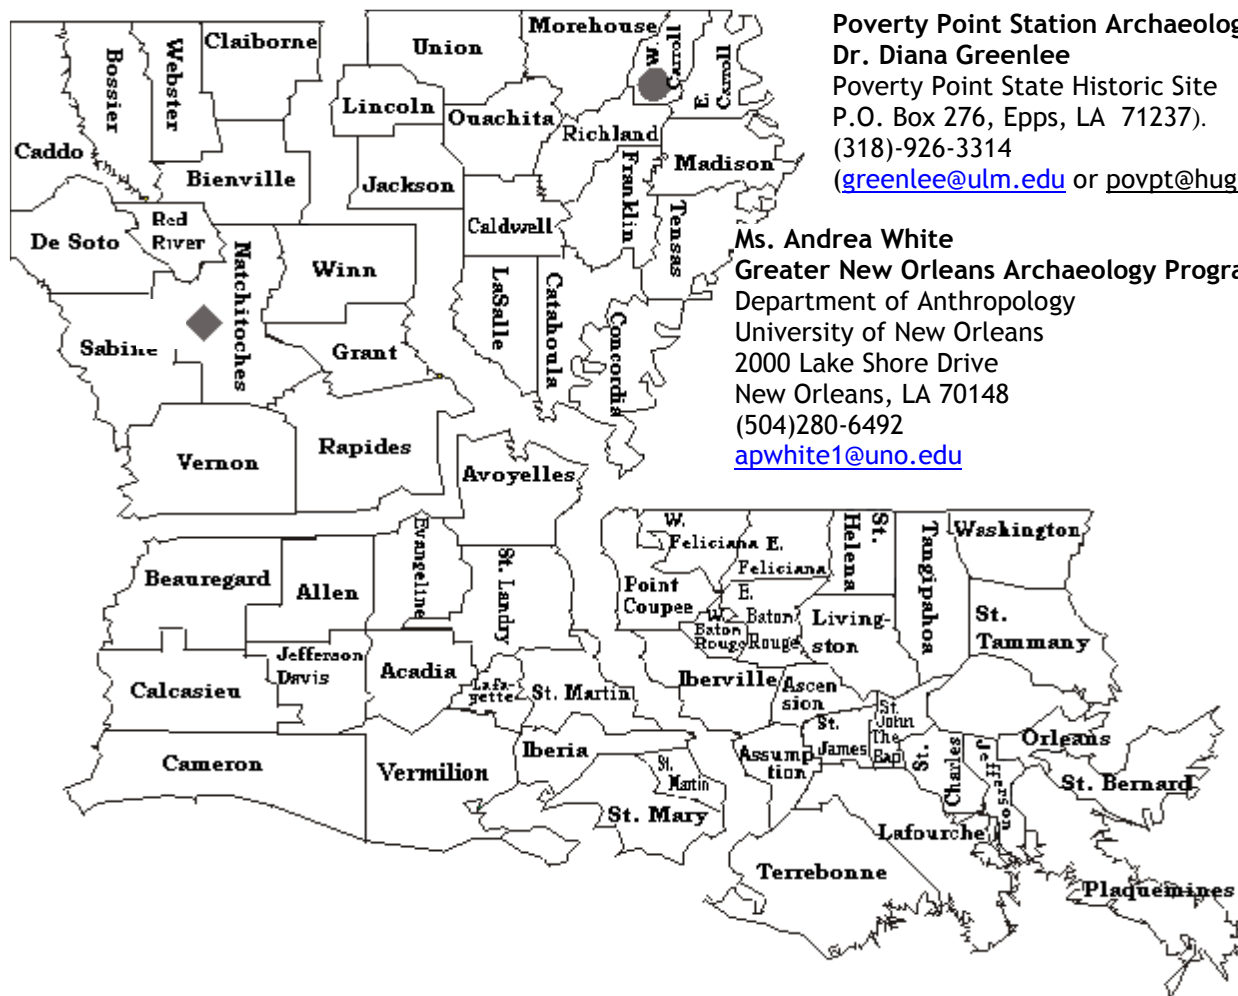 Poverty Point Station Archaeolog
Dr. Diana Greenlee
Poverty Point State Historic Site
P.O. Box 276, Epps, LA  71237).
(318)-926-3314
(greenlee@ulm.edu or povpt@hug
Ms. Andrea White
Greater New Orleans Archaeology Progra
Department of Anthropology
University of New Orleans
2000 Lake Shore Drive
New Orleans, LA 70148
(504)280-6492
apwhite1@uno.edu
Caddo
Bossier
Webster
Claiborne
Union
Morehouse
W.
Carroll
E.
Carroll
Lincoln
Ouachita
Richland
Madison
Bienville
Jackson
Franklin
Tensas
De Soto
Red
River
Natchitoches
Winn
Caldwell
LaSalle
Catahoula
Concordia
Sabine
Grant
Vernon
Rapides
Avoyelles
Beauregard
Allen
Evangeline
St. Landry
W.
Feliciana
E.
Feliciana
St.
Helena
Tangipahoa
Washington
Point
Coupee
W.
Baton
Rouge
E.
Baton
Rouge
Living-
ston
St.
Tammany
Calcasieu
Jefferson
Davis
Acadia
Lafa-
yette
St. Martin
Iberville
Ascen
sion
Cameron
Vermilion
Iberia
St.
Martin
St. Mary
Assump
tion
St.
James
St.
John
The
Bap
St.
Charles
Jefferson
Orleans
St. Bernard
Lafourche
Terrebonne
Plaquemines